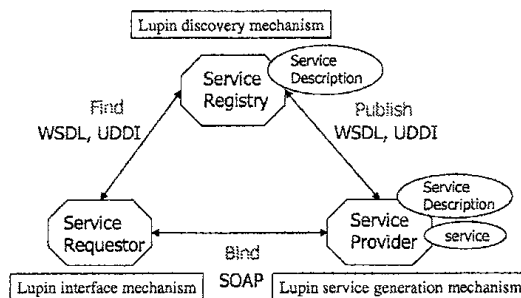 Lupin discovery mechanism
Service
Description
Service
Registry
Find
WSDL, UDDI
Publish
WSDL, UDDI
Service
Description
service
Service
Requestor
Service
Provider
Bind
SOAP
Lupin interface mechanism
Lupin service generation mechanism